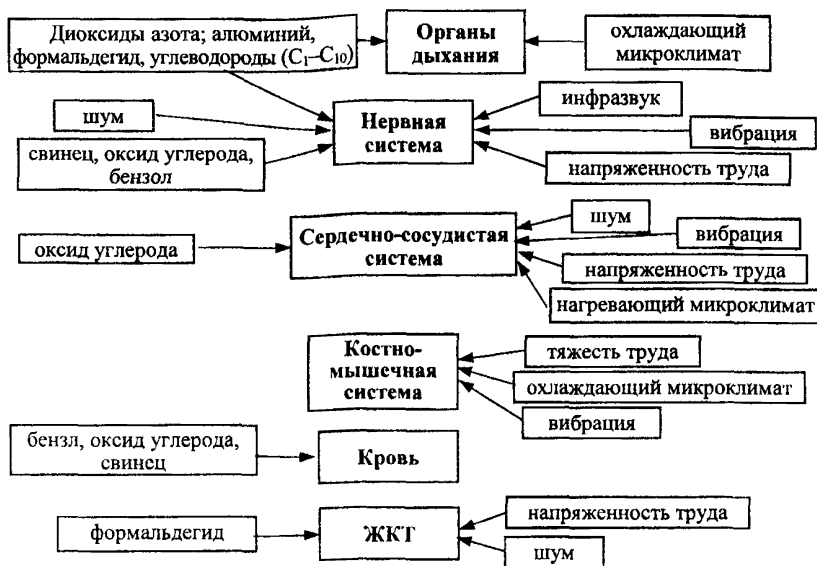 Диоксиды азота; алюминий,
формальдегид, углеводороды (C₁–C₁₀)
Органы
дыхания
охлаждающий
микроклимат
шум
свинец, оксид углерода,
бензол
Нервная
система
инфразвук
вибрация
напряженность труда
оксид углерода
Сердечно-сосудистая
система
шум
вибрация
напряженность труда
нагревающий микроклимат
Костно-
мышечная
система
тяжесть труда
охлаждающий микроклимат
вибрация
бензл, оксид углерода,
свинец
Кровь
формальдегид
ЖКТ
напряженность труда
шум